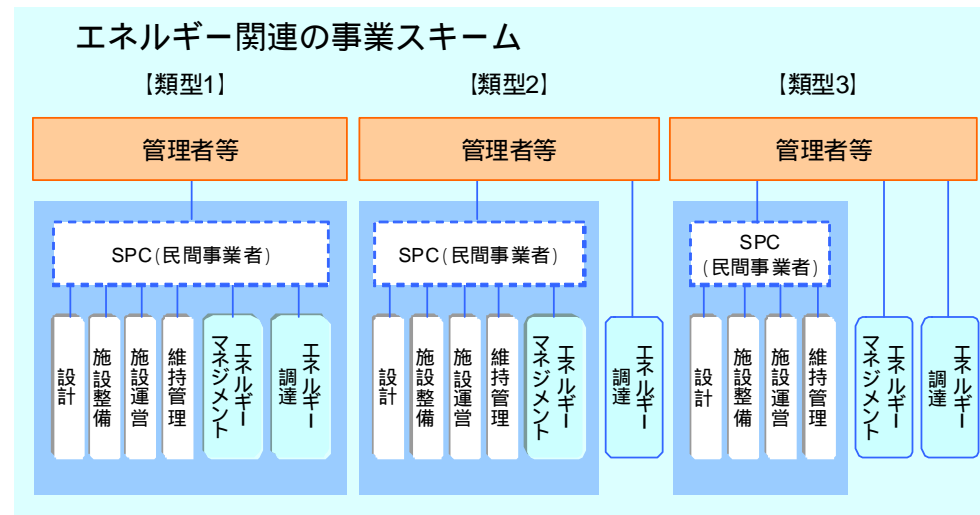 エネルギー関連の事業スキーム
【類型1】
【類型2】
【類型3】
管理者等
管理者等
管理者等
SPC(民間事業者)
SPC(民間事業者)
SPC
(民間事業者)
設計
施設整備
施設運営
維持管理
エネルギー
マネジメント
エネルギー
調達
設計
施設整備
施設運営
維持管理
エネルギー
マネジメント
エネルギー
調達
設計
施設整備
施設運営
維持管理
エネルギー
マネジメント
エネルギー
調達